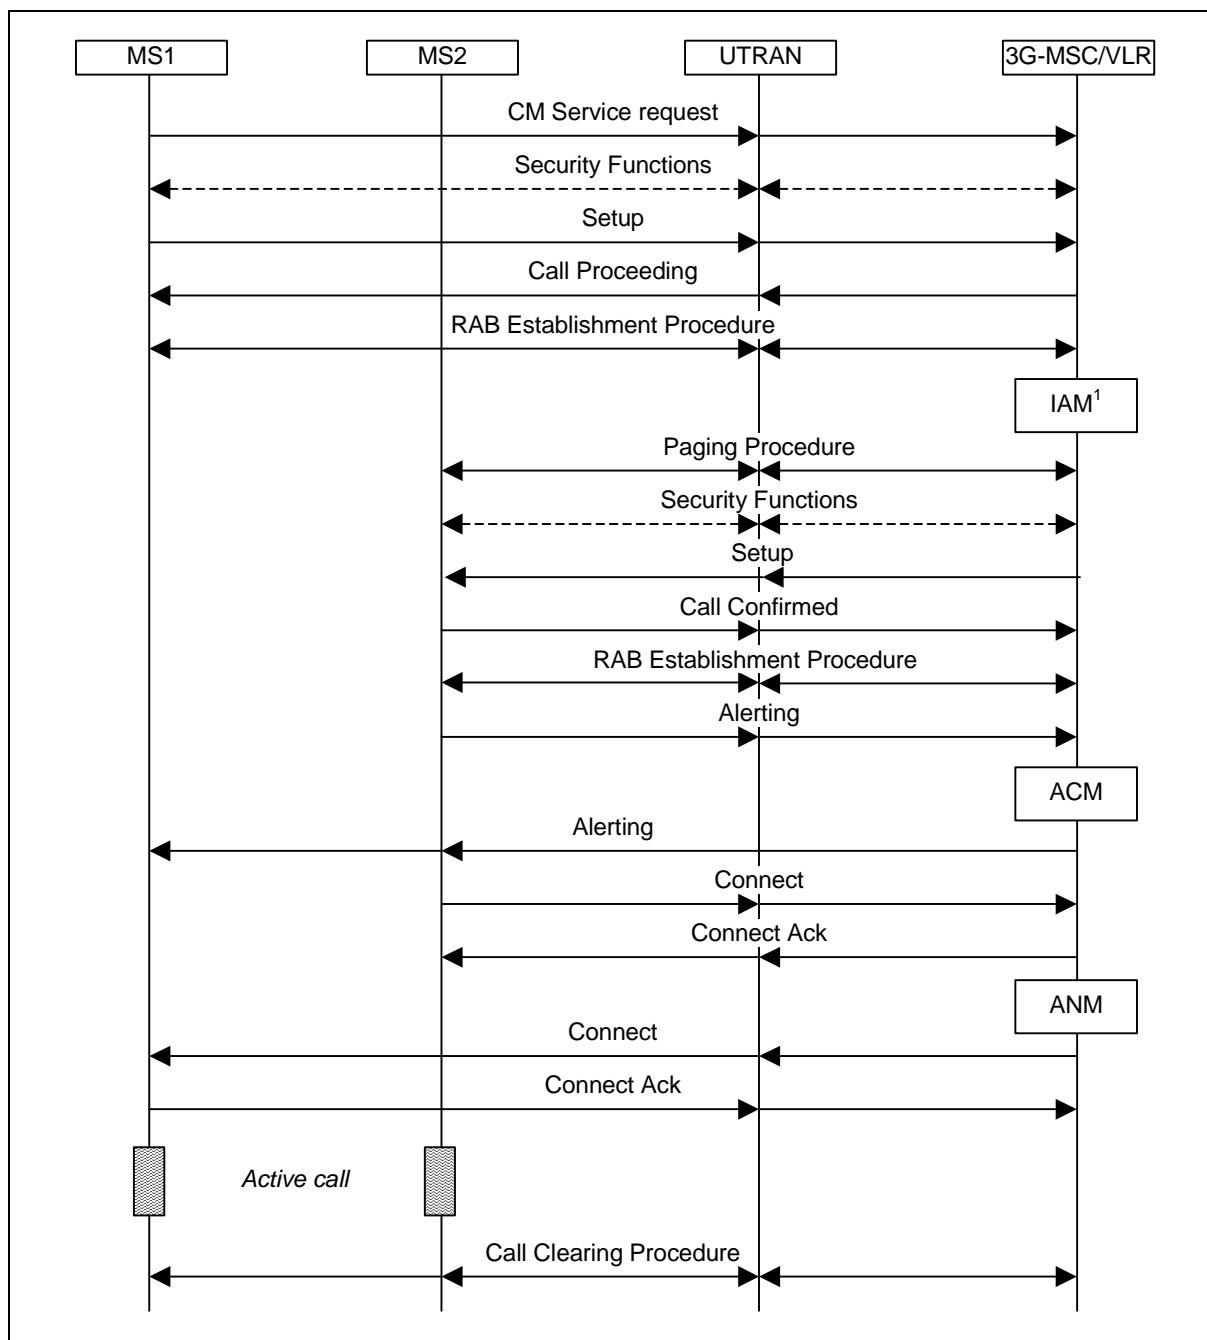 MS1 MS2 UTRAN 3G-MSC/VLR
CM Service request
Security Functions
Setup
Call Proceeding
RAB Establishment Procedure
IAM¹
Paging Procedure
Security Functions
Setup
Call Confirmed
RAB Establishment Procedure
Alerting
ACM
Alerting
Connect
Connect Ack
ANM
Connect
Connect Ack
Active call
Call Clearing Procedure